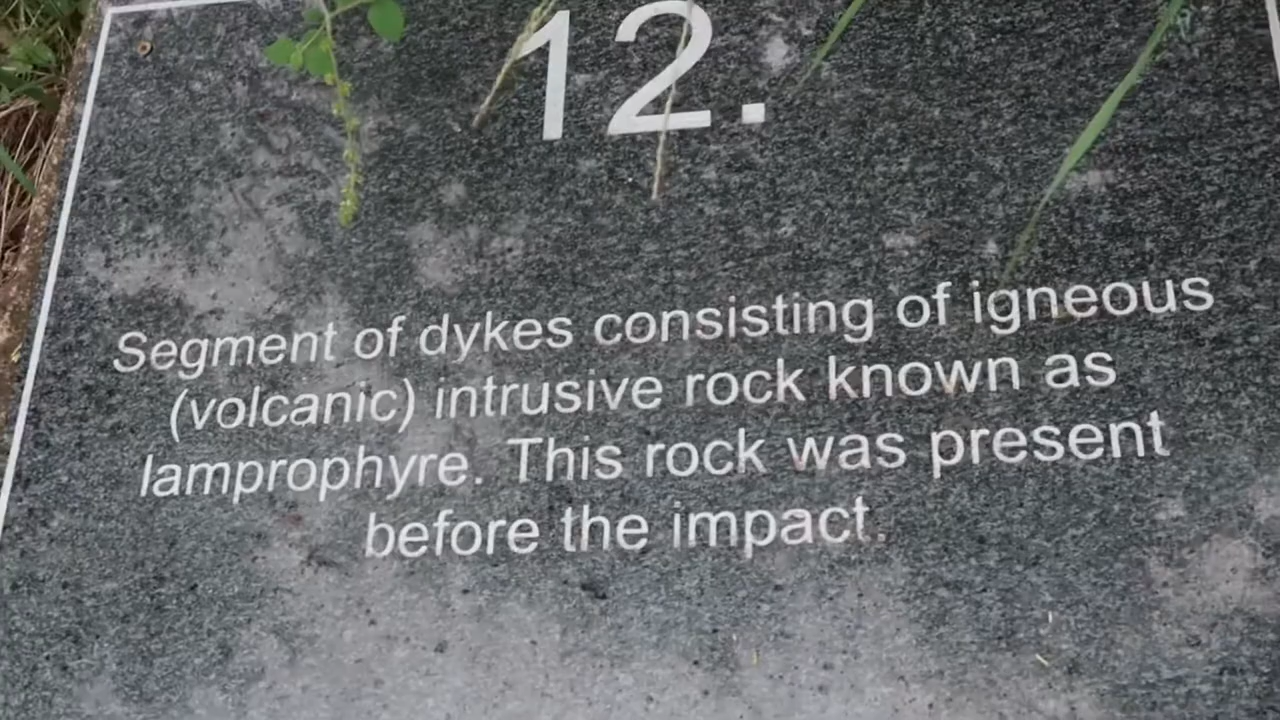 12.
Segment of dykes consisting of igneous
(volcanic) intrusive rock known as
lamprophyre. This rock was present
before the impact.